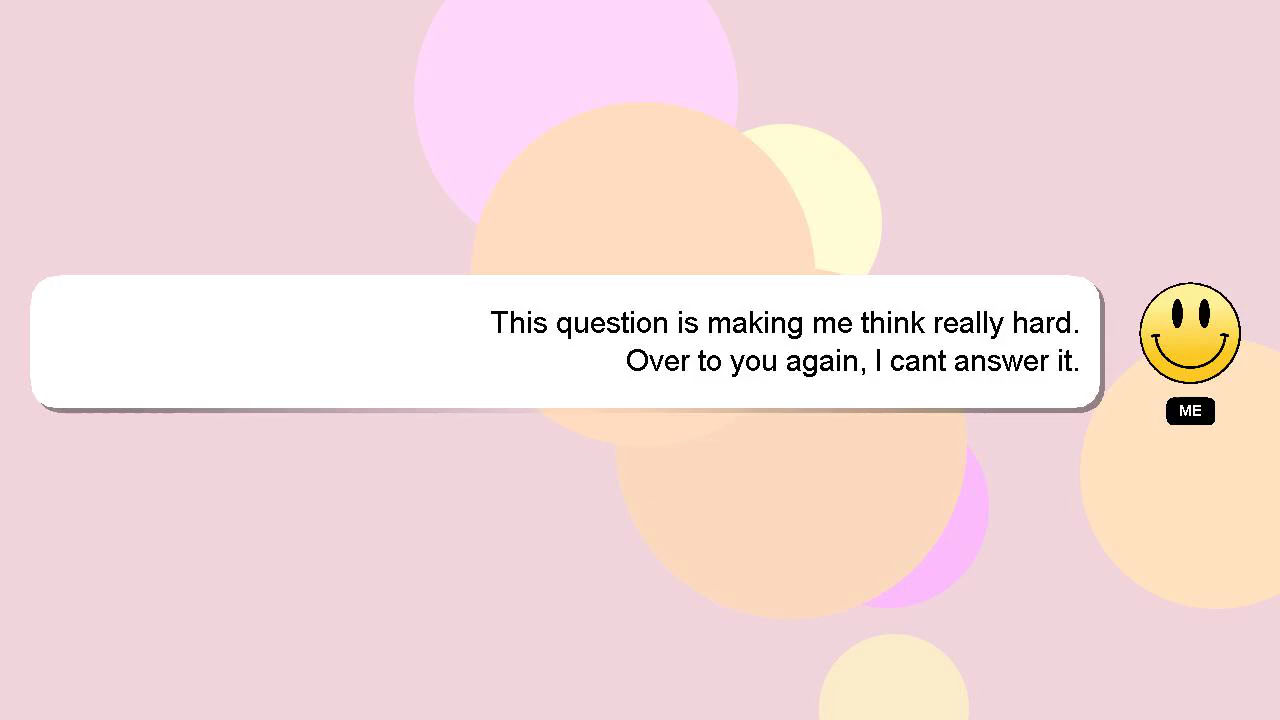 This question is making me think really hard.
Over to you again, I cant answer it.
ME